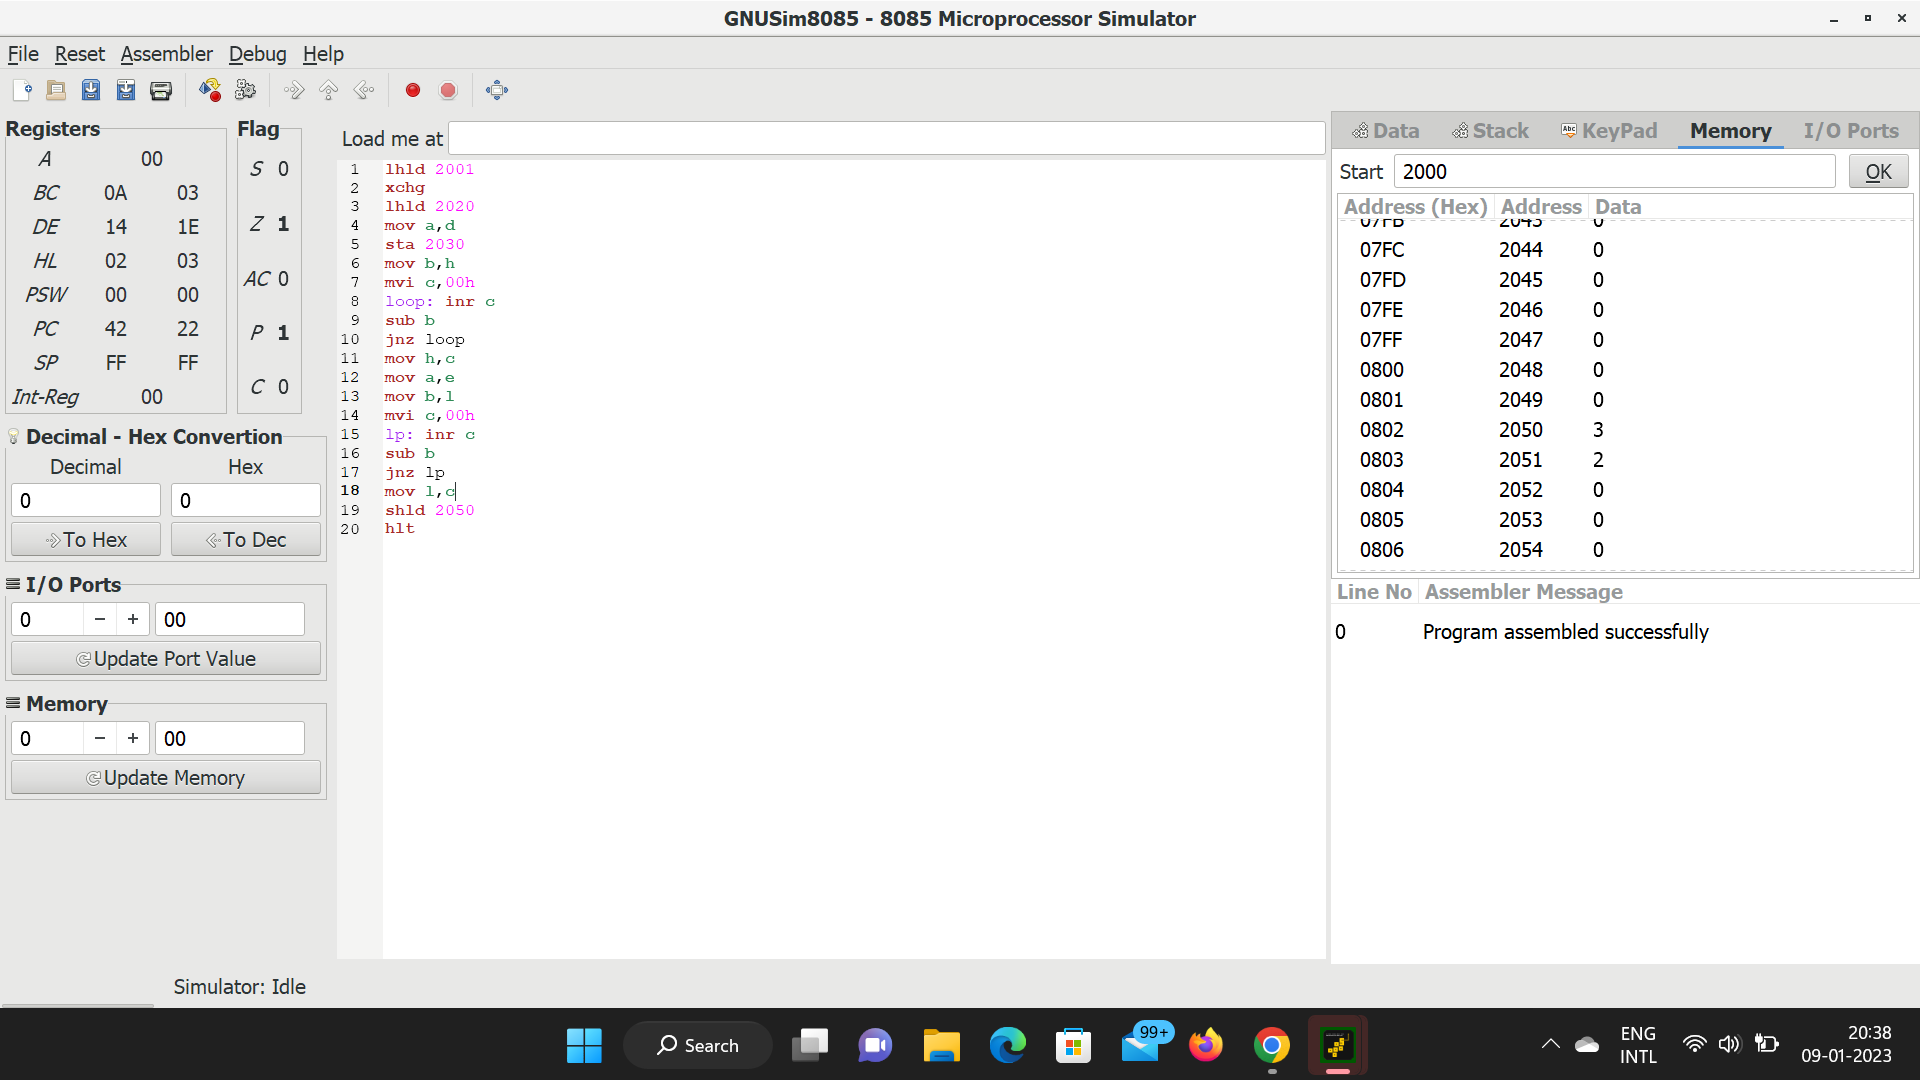 GNUSim8085 - 8085 Microprocessor Simulator
File Reset Assembler Debug Help
Registers
A 00
BC 0A 03
DE 14 1E
HL 02 03
PSW 00 00
PC 42 22
SP FF FF
Int-Reg 00
Flag
S 0
Z 1
AC 0
P 1
C 0
Decimal - Hex Convertion
Decimal Hex
0 0
To Hex To Dec
I/O Ports
0 − + 00
Update Port Value
Memory
0 − + 00
Update Memory
Load me at
1 lhld 2001
2 xchg
3 lhld 2020
4 mov a,d
5 sta 2030
6 mov b,h
7 mvi c,00h
8 loop: inr c
9 sub b
10 jnz loop
11 mov h,c
12 mov a,e
13 mov b,l
14 mvi c,00h
15 lp: inr c
16 sub b
17 jnz lp
18 mov l,c
19 shld 2050
20 hlt
Data Stack Abc KeyPad Memory I/O Ports
Start 2000 OK
Address (Hex) Address Data
07FB 2043 0
07FC 2044 0
07FD 2045 0
07FE 2046 0
07FF 2047 0
0800 2048 0
0801 2049 0
0802 2050 3
0803 2051 2
0804 2052 0
0805 2053 0
0806 2054 0
Line No Assembler Message
0 Program assembled successfully
Simulator: Idle
Search
99+
ENG
INTL
20:38
09-01-2023